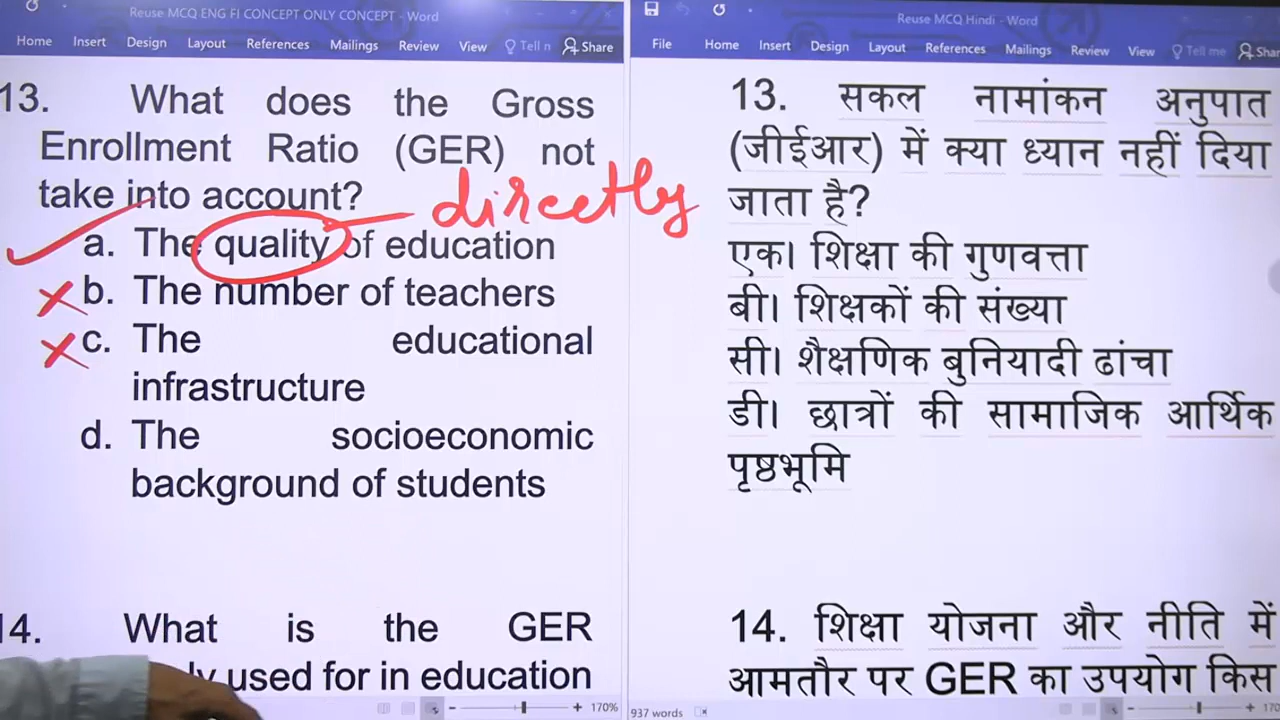 Reuse MCQ ENG FI CONCEPT ONLY CONCEPT - Word
Home Insert Design Layout References Mailings Review View Tell n Share
13. What does the Gross
Enrollment Ratio (GER) not
take into account?
directly
a. The quality of education
b. The number of teachers
c. The educational
infrastructure
d. The socioeconomic
background of students
14. What is the GER
used for in education
170%
Reuse MCQ Hindi - Word
File Home Insert Design Layout References Mailings Review View Tell me Shar
13. सकल नामांकन अनुपात
(जीईआर) में क्या ध्यान नहीं दिया
जाता है?
एक। शिक्षा की गुणवत्ता
बी। शिक्षकों की संख्या
सी। शैक्षणिक बुनियादी ढांचा
डी। छात्रों की सामाजिक आर्थिक
पृष्ठभूमि
14. शिक्षा योजना और नीति में
आमतौर पर GER का उपयोग किस
937 words 170